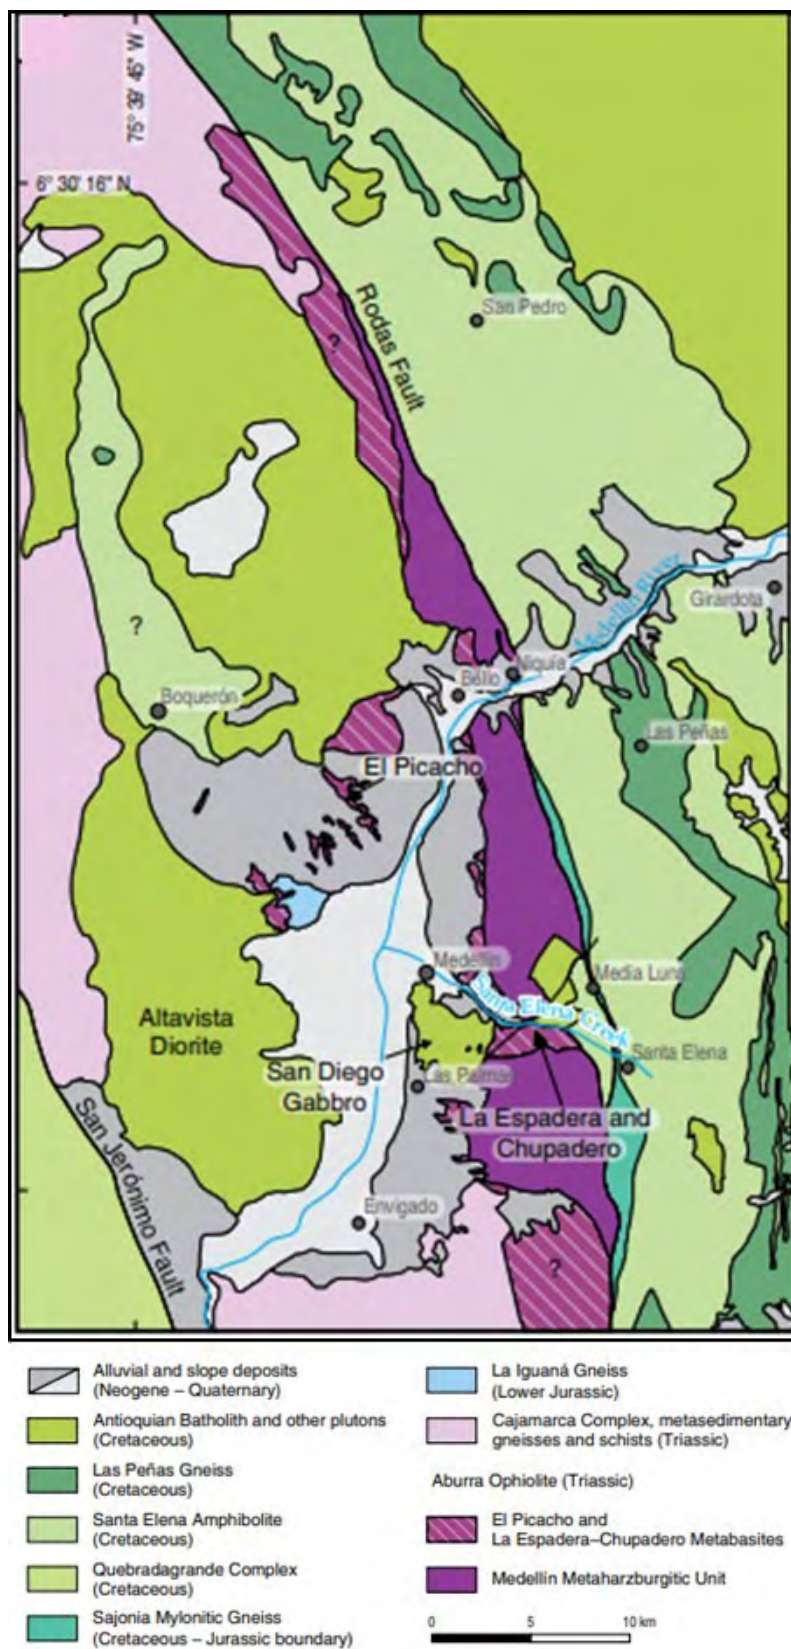 75° 39' 45" W
6° 30' 16" N
Rodas Fault
San Pedro
?
Medellín River
Girardota
?
Niquía
Bello
Boquerón
Las Peñas
El Picacho
Medellín
Media Luna
Santa Elena Creek
Altavista
Diorite
San Diego
Gabbro
Santa Elena
Las Palmas
La Espadera and
Chupadero
San Jerónimo Fault
Envigado
?
Alluvial and slope deposits
(Neogene – Quaternary)
Antioquian Batholith and other plutons
(Cretaceous)
Las Peñas Gneiss
(Cretaceous)
Santa Elena Amphibolite
(Cretaceous)
Quebradagrande Complex
(Cretaceous)
Sajonia Mylonitic Gneiss
(Cretaceous – Jurassic boundary)
La Iguaná Gneiss
(Lower Jurassic)
Cajamarca Complex, metasedimentary
gneisses and schists (Triassic)
Aburra Ophiolite (Triassic)
El Picacho and
La Espadera–Chupadero Metabasites
Medellín Metaharzburgitic Unit
0 5 10 km